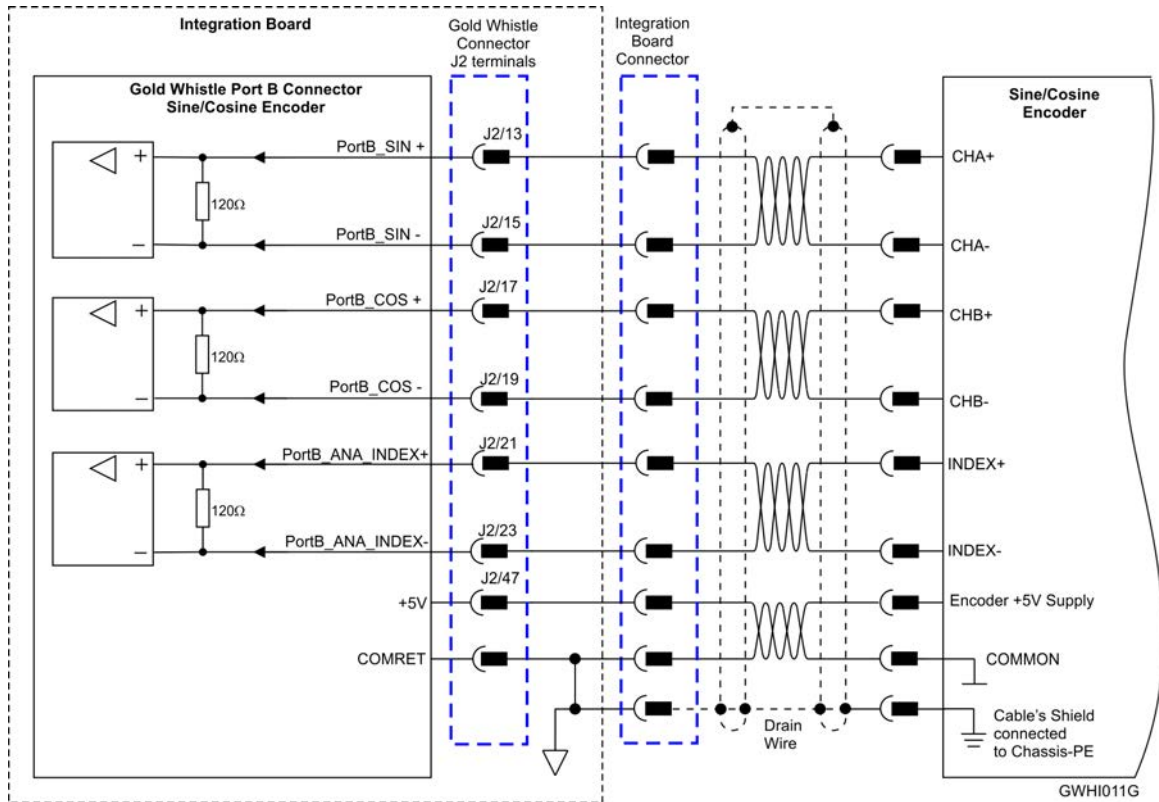 Integration Board
Gold Whistle
Connector
J2 terminals
Integration
Board
Connector
Gold Whistle Port B Connector
Sine/Cosine Encoder
Sine/Cosine
Encoder
+
PortB_SIN +
J2/13
CHA+
120Ω
−
PortB_SIN -
J2/15
CHA-
+
PortB_COS +
J2/17
CHB+
120Ω
−
PortB_COS -
J2/19
CHB-
+
PortB_ANA_INDEX+
J2/21
INDEX+
120Ω
−
PortB_ANA_INDEX-
J2/23
INDEX-
+5V
J2/47
Encoder +5V Supply
COMRET
COMMON
Drain
Wire
Cable's Shield
connected
to Chassis-PE
GWHI011G